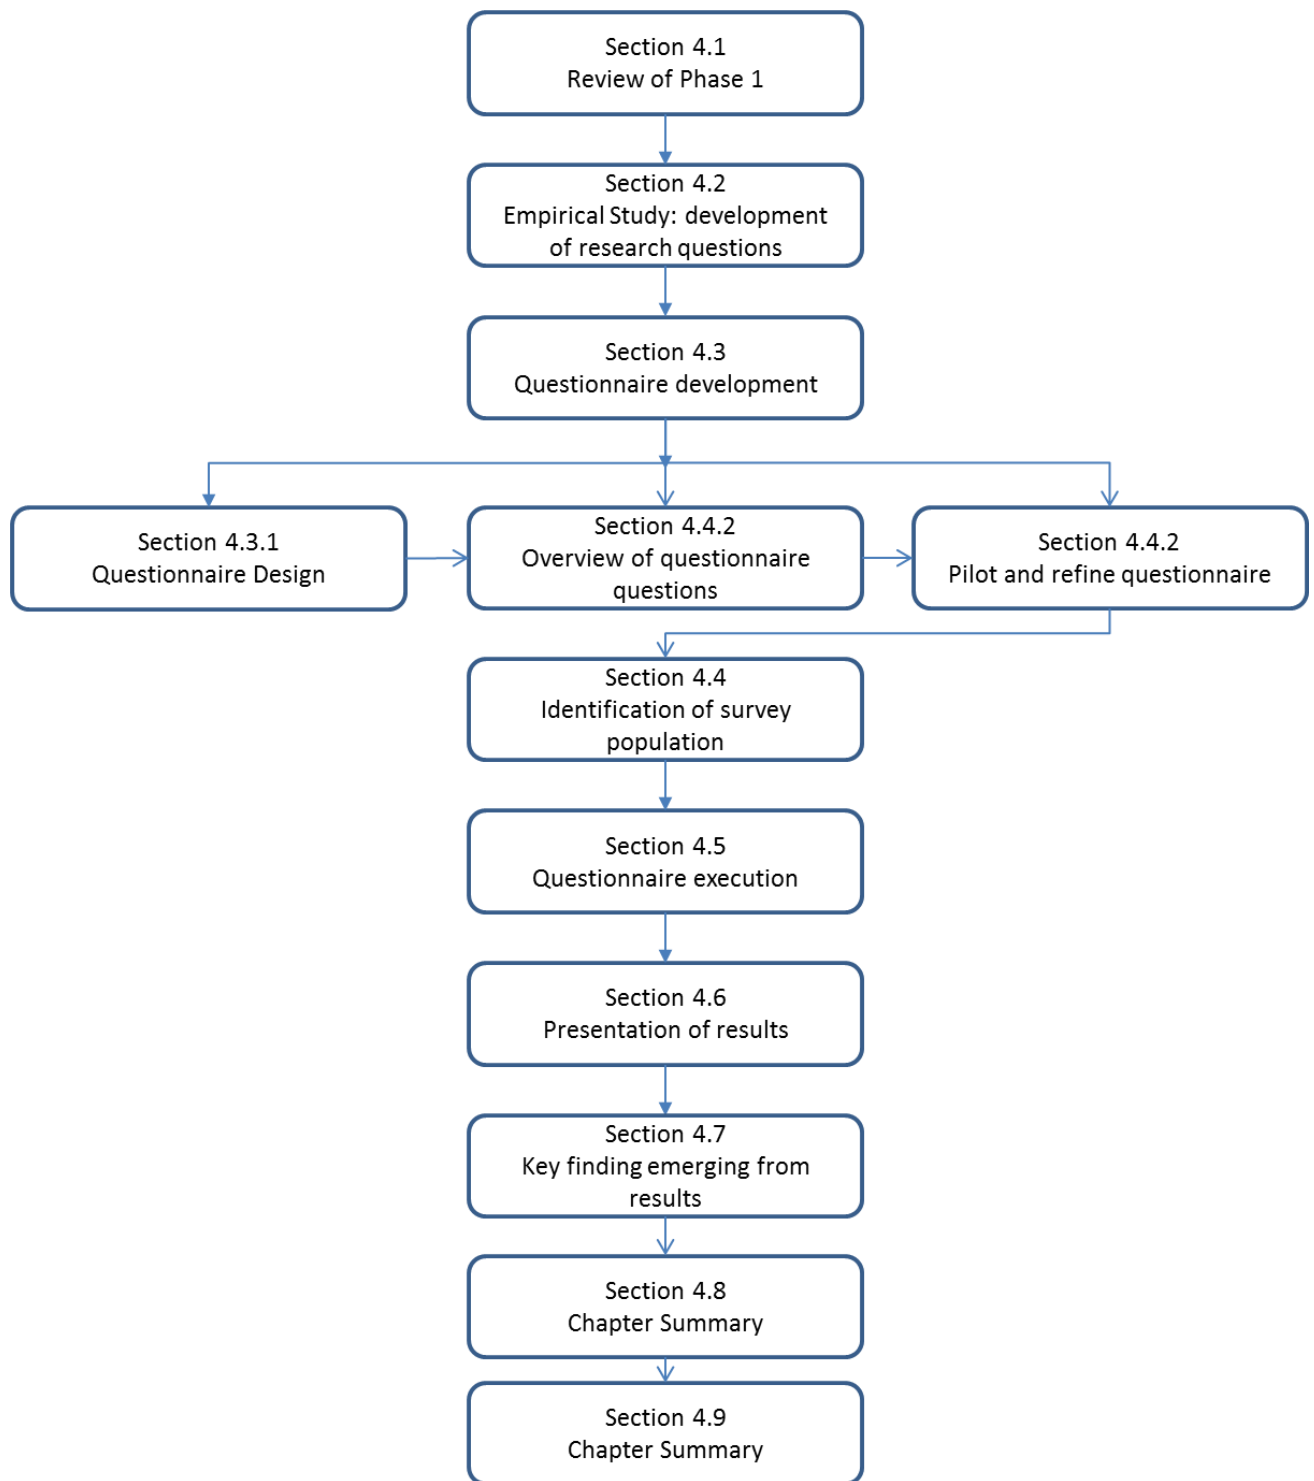 Section 4.1
Review of Phase 1
Section 4.2
Empirical Study: development
of research questions
Section 4.3
Questionnaire development
Section 4.3.1
Questionnaire Design
Section 4.4.2
Overview of questionnaire
questions
Section 4.4.2
Pilot and refine questionnaire
Section 4.4
Identification of survey
population
Section 4.5
Questionnaire execution
Section 4.6
Presentation of results
Section 4.7
Key finding emerging from
results
Section 4.8
Chapter Summary
Section 4.9
Chapter Summary